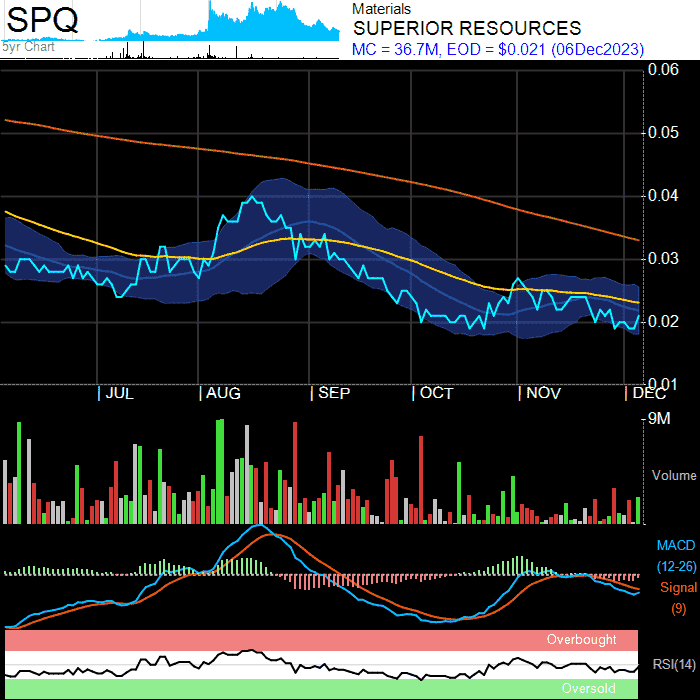 SPQ
5yr Chart
Materials
SUPERIOR RESOURCES
MC = 36.7M, EOD = $0.021 (06Dec2023)
0.06
0.05
0.04
0.03
0.02
0.01
| JUL | AUG | SEP | OCT | NOV | DEC
9M
Volume
MACD
(12-26)
Signal
(9)
Overbought
RSI(14)
Oversold